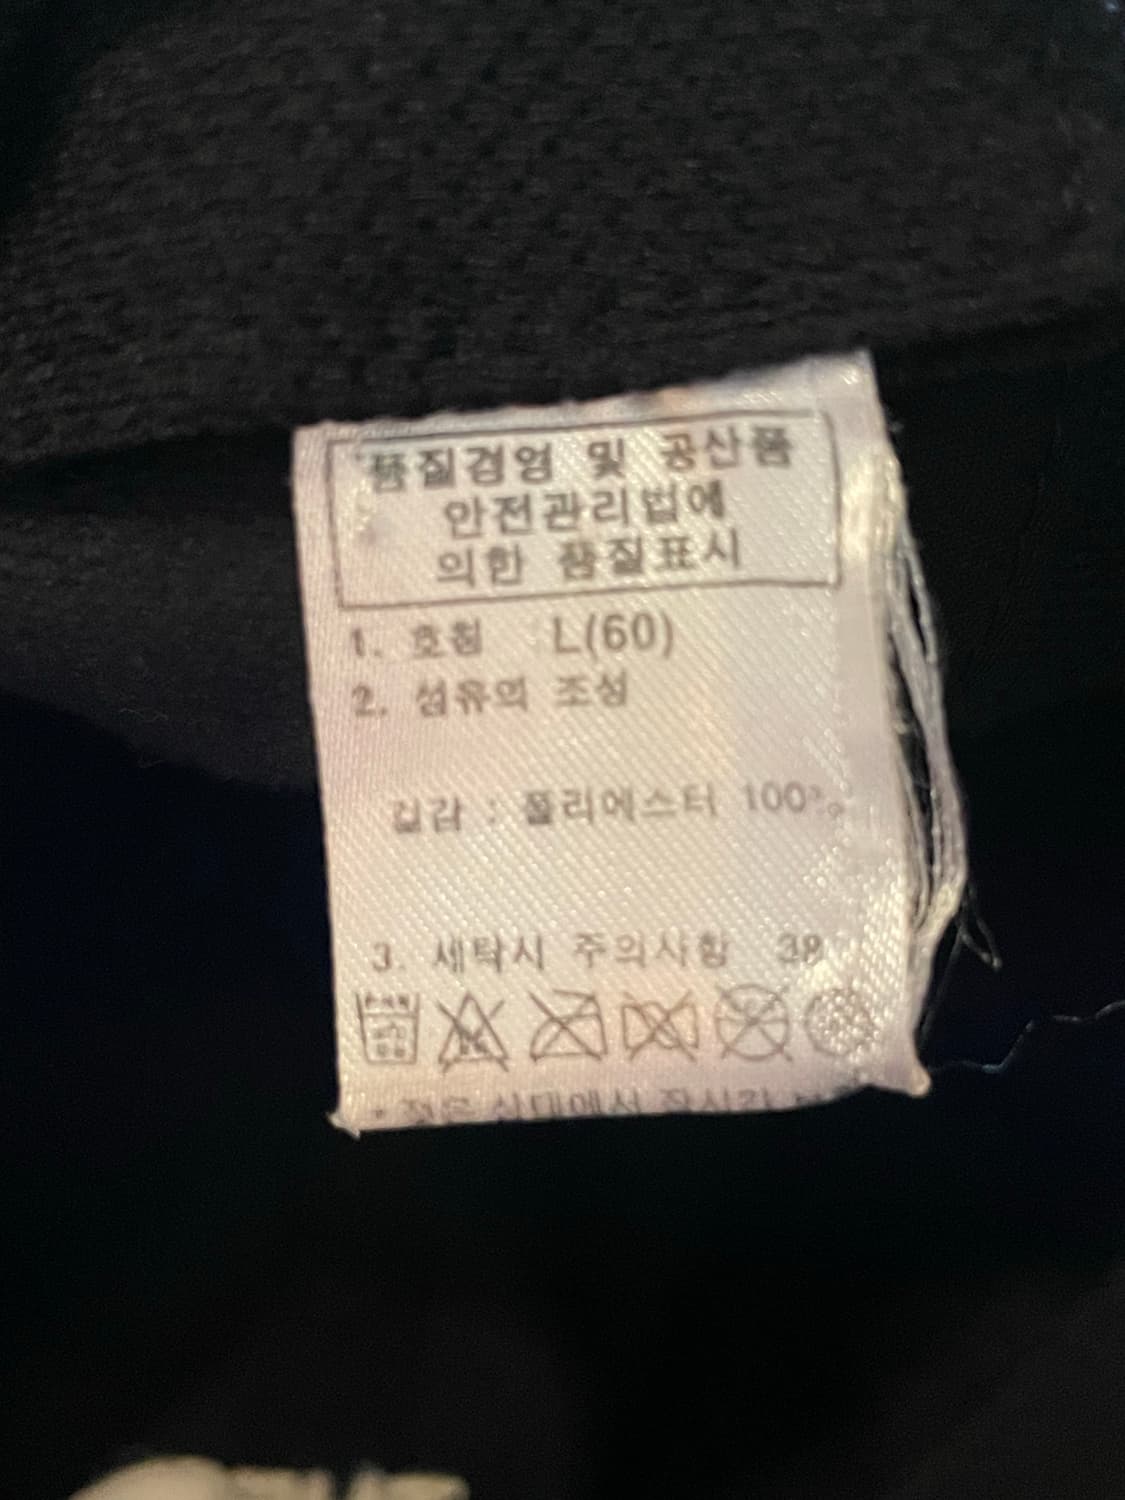 품질경영 및 공산품
안전관리법에
의한 품질표시
1. 호칭 L(60)
2. 섬유의 조성
겉감 : 폴리에스터 100%
3. 세탁시 주의사항 38